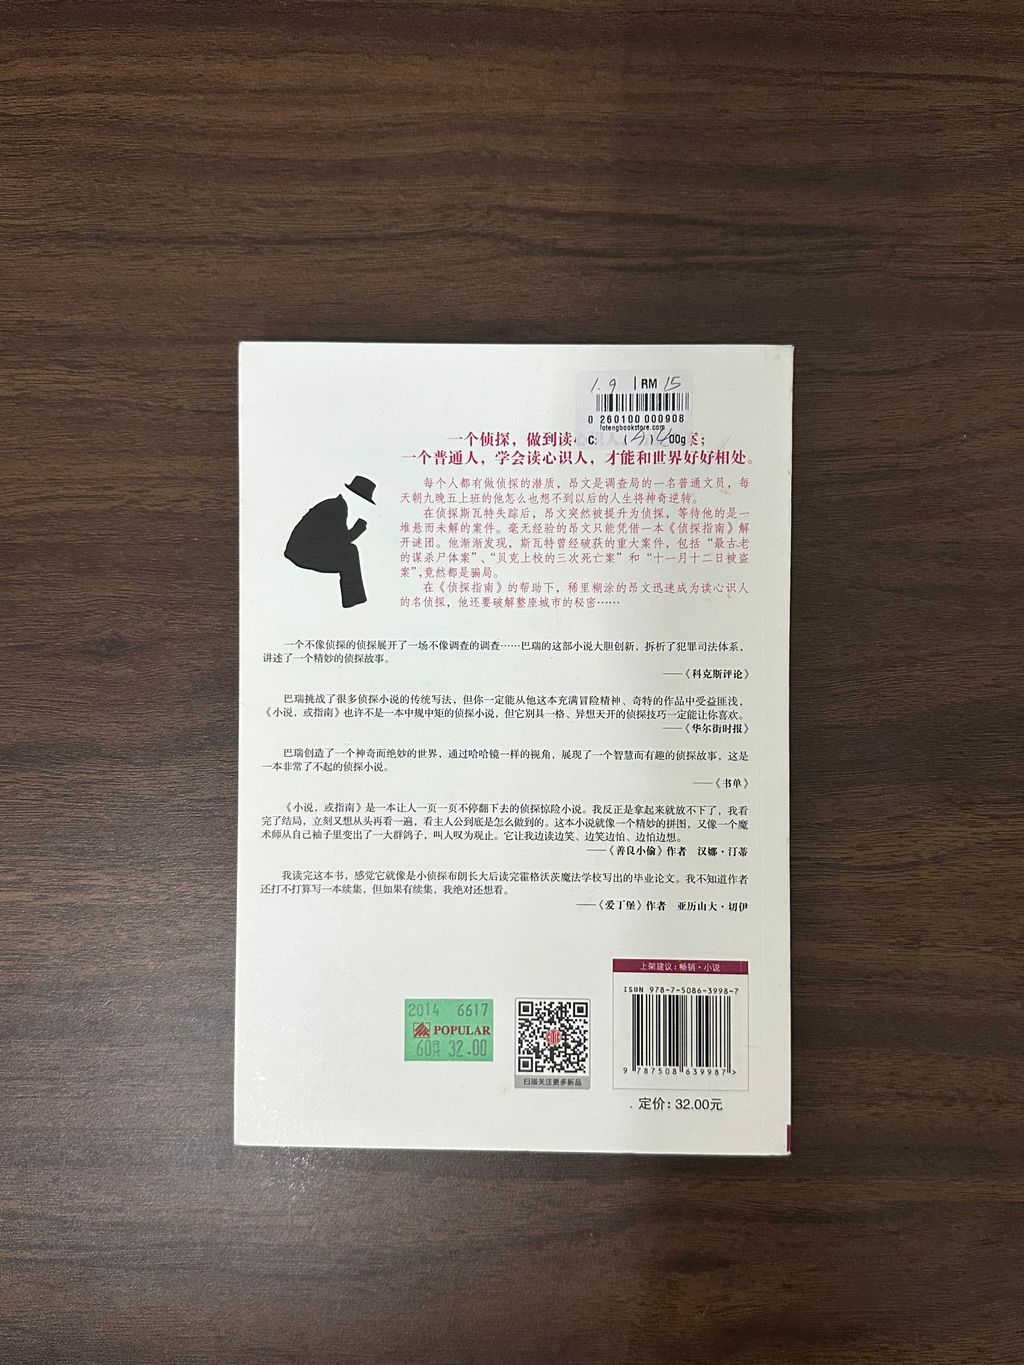 1.9 | RM 15
0 260100 000908
otengbookstore.com
C: (A4) 00g
一个侦探，做到读心识人，案；
一个普通人，学会读心识人，才能和世界好好相处。
每个人都有做侦探的潜质，昂文是调查局的一名普通文员，每
天朝九晚五上班的他怎么也想不到以后的人生将神奇逆转。
在侦探斯瓦特失踪后，昂文突然被提升为侦探，等待他的是一
堆悬而未解的案件。毫无经验的昂文只能凭借一本《侦探指南》解
开谜团。他渐渐发现，斯瓦特曾经破获的重大案件，包括“最古老
的谋杀尸体案”、“贝克上校的三次死亡案”和“十一月十二日被盗
案”，竟然都是骗局。
在《侦探指南》的帮助下，稀里糊涂的昂文迅速成为读心识人
的名侦探，他还要破解整座城市的秘密……
一个不像侦探的侦探展开了一场不像调查的调查……巴瑞的这部小说大胆创新，拆析了犯罪司法体系，
讲述了一个精妙的侦探故事。
——《科克斯评论》
巴瑞挑战了很多侦探小说的传统写法，但你一定能从他这本充满冒险精神、奇特的作品中受益匪浅，
《小说，或指南》也许不是一本中规中矩的侦探小说，但它别具一格、异想天开的侦探技巧一定能让你喜欢。
——《华尔街时报》
巴瑞创造了一个神奇而绝妙的世界，通过哈哈镜一样的视角，展现了一个智慧而有趣的侦探故事，这是
一本非常了不起的侦探小说。
——《书单》
《小说，或指南》是一本让人一页一页不停翻下去的侦探惊险小说。我反正是拿起来就放不下了，我看
完了结局，立刻又想从头再看一遍，看主人公到底是怎么做到的。这本小说就像一个精妙的拼图，又像一个魔
术师从自己袖子里变出了一大群鸽子，叫人叹为观止。它让我边读边笑、边笑边怕、边怕边想。
——《善良小偷》作者 汉娜·汀蒂
我读完这本书，感觉它就像是小侦探布朗长大后读完霍格沃茨魔法学校写出的毕业论文。我不知道作者
还打不打算写一本续集，但如果有续集，我绝对还想看。
——《爱丁堡》作者 亚历山大·切伊
上架建议：畅销·小说
ISBN 978-7-5086-3998-7
9 787508 639987 >
定价：32.00元
2014 6617
POPULAR
32.00
扫描关注更多新品